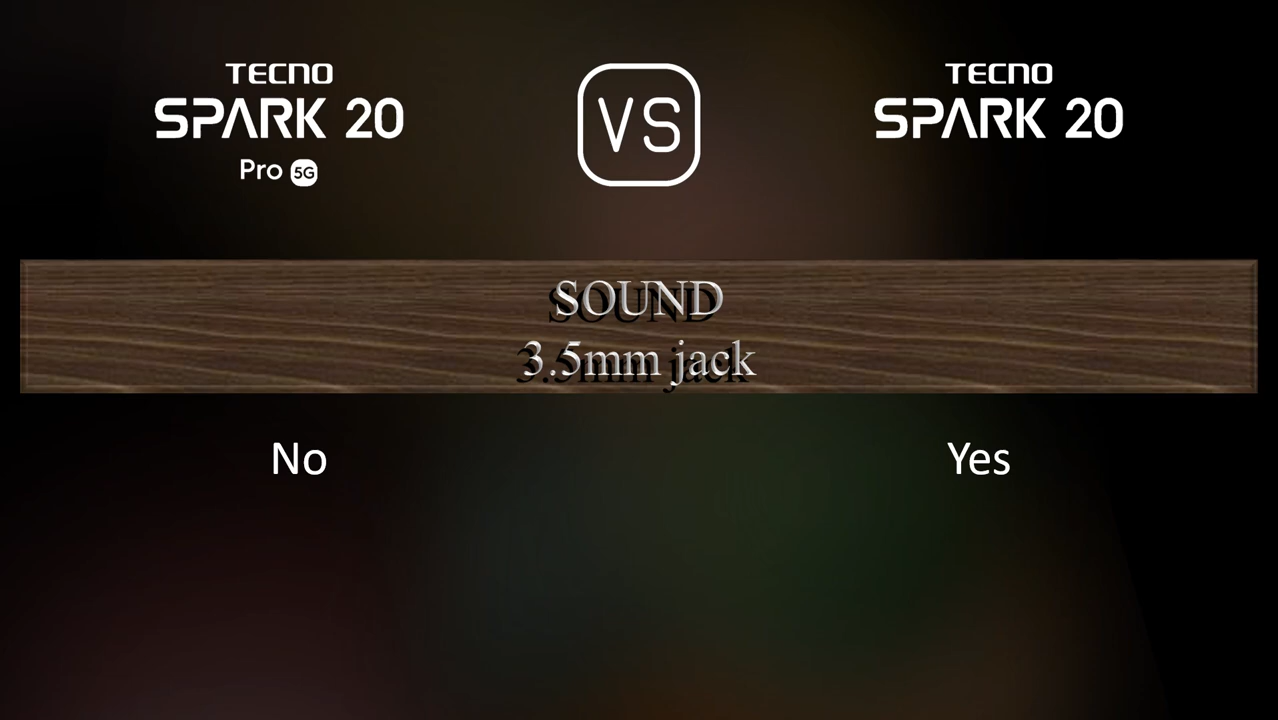 TECNO
SPARK 20
Pro 5G
VS
TECNO
SPARK 20
SOUND
3.5mm jack
No
Yes